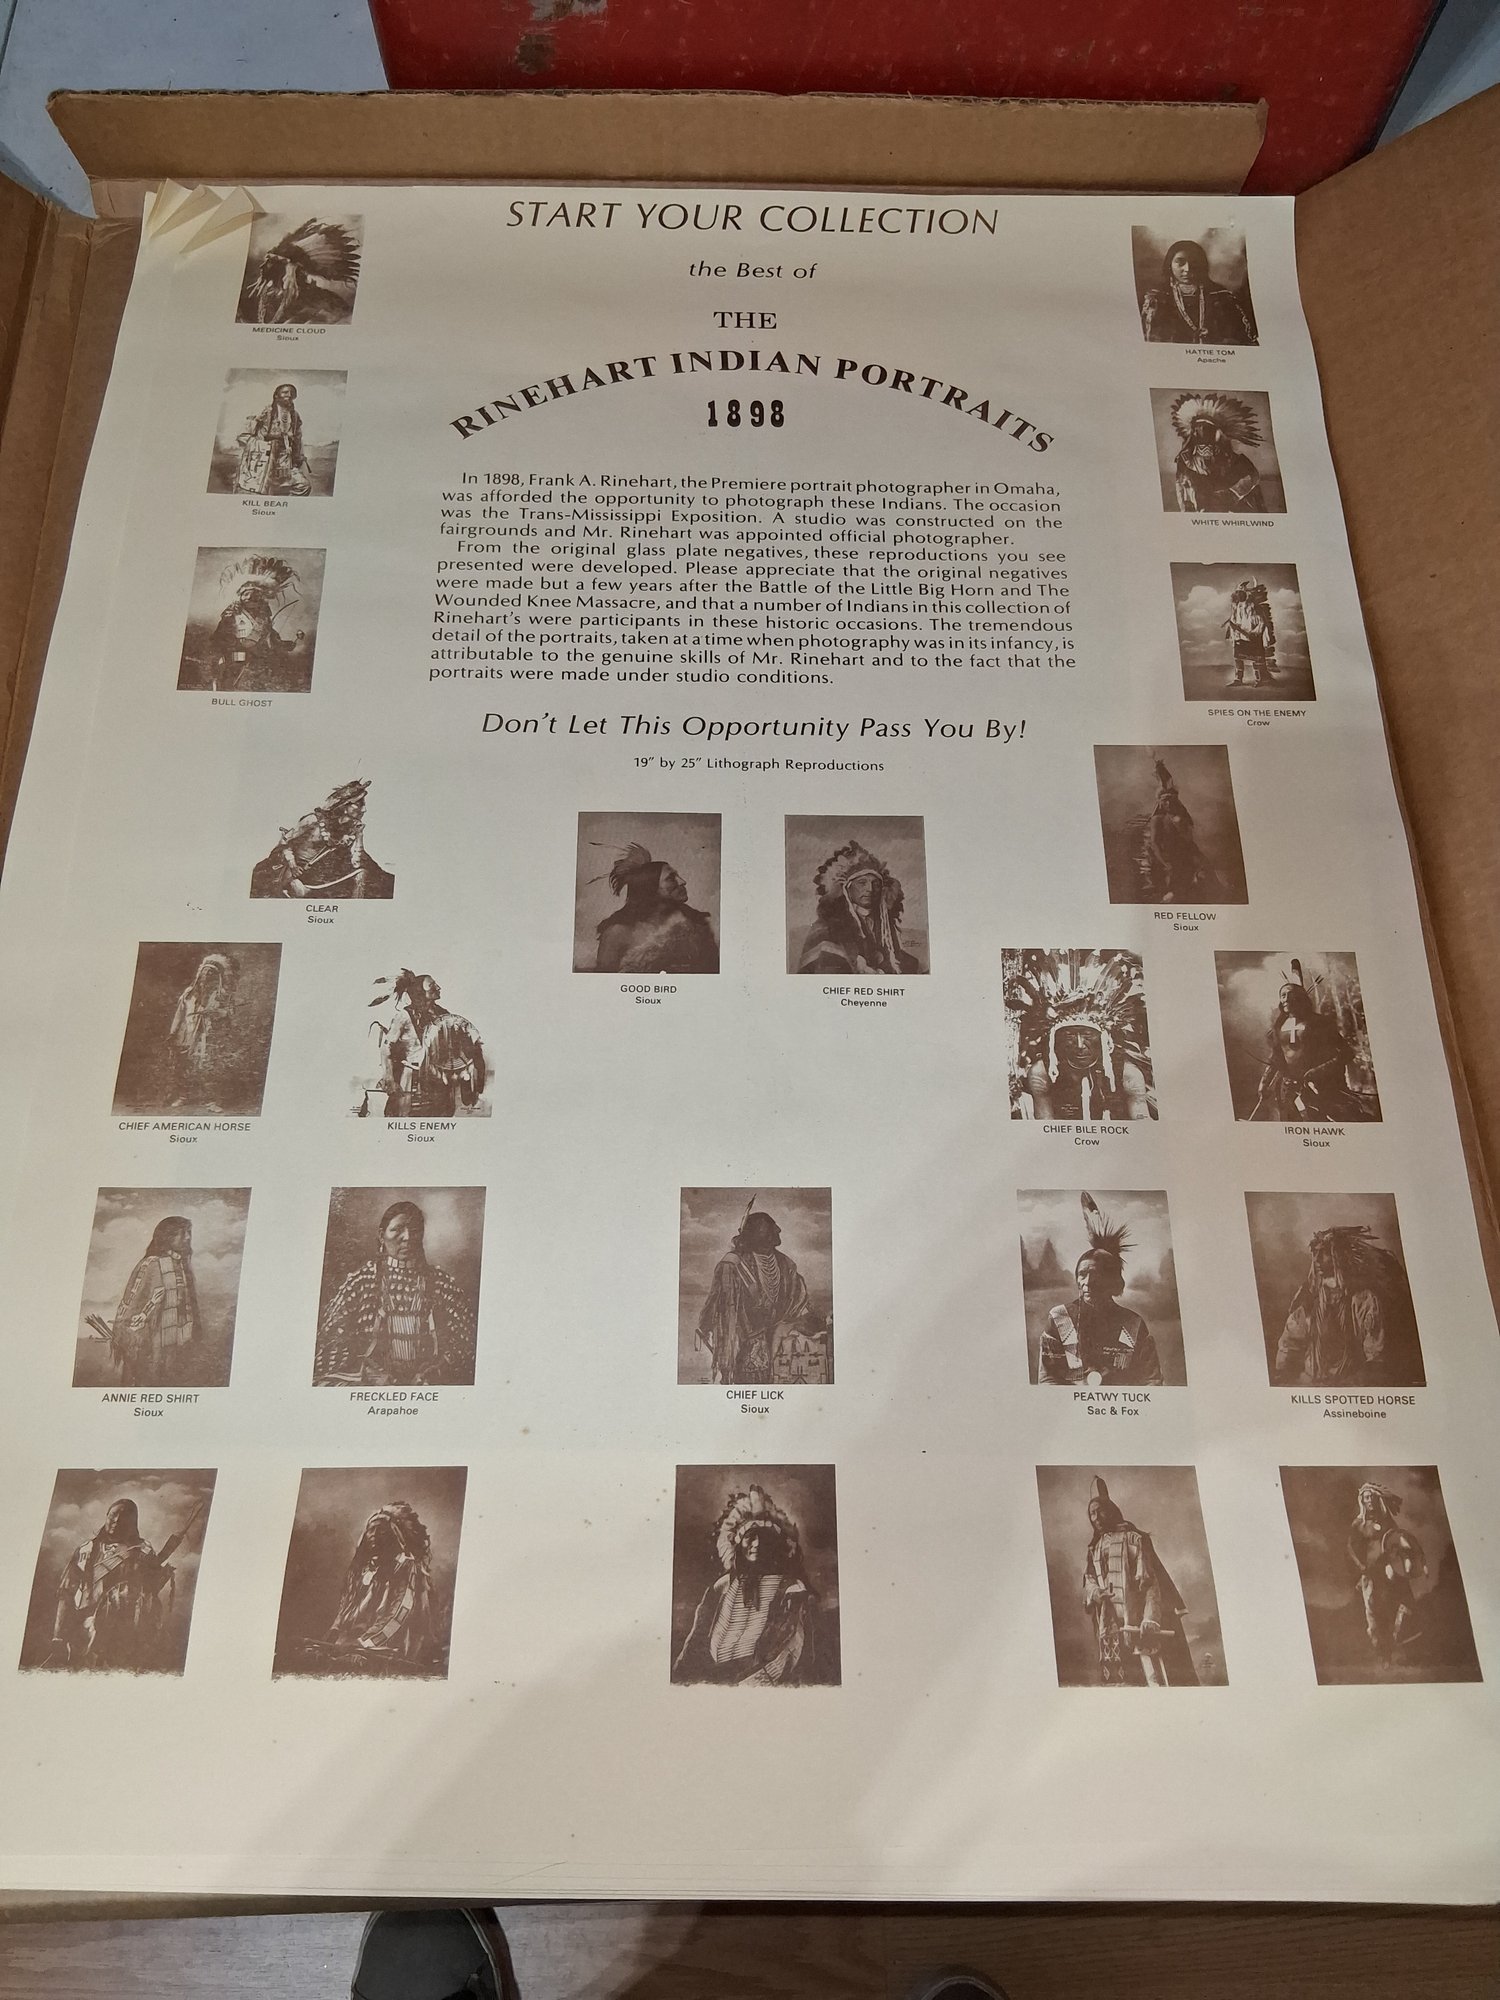 START YOUR COLLECTION
the Best of
THE
RINEHART INDIAN PORTRAITS
1898
In 1898, Frank A. Rinehart, the Premiere portrait photographer in Omaha,
was afforded the opportunity to photograph these Indians. The occasion
was the Trans-Mississippi Exposition. A studio was constructed on the
fairgrounds and Mr. Rinehart was appointed official photographer.
From the original glass plate negatives, these reproductions you see
presented were developed. Please appreciate that the original negatives
were made but a few years after the Battle of the Little Big Horn and The
Wounded Knee Massacre, and that a number of Indians in this collection of
Rinehart's were participants in these historic occasions. The tremendous
detail of the portraits, taken at a time when photography was in its infancy, is
attributable to the genuine skills of Mr. Rinehart and to the fact that the
portraits were made under studio conditions.
Don't Let This Opportunity Pass You By!
19" by 25" Lithograph Reproductions
MEDICINE CLOUD
Sioux
HATTIE TOM
Apache
KILL BEAR
Sioux
WHITE WHIRLWIND
BULL GHOST
SPIES ON THE ENEMY
Crow
CLEAR
Sioux
RED FELLOW
Sioux
GOOD BIRD
Sioux
CHIEF RED SHIRT
Cheyenne
CHIEF AMERICAN HORSE
Sioux
KILLS ENEMY
Sioux
CHIEF BILE ROCK
Crow
IRON HAWK
Sioux
ANNIE RED SHIRT
Sioux
FRECKLED FACE
Arapahoe
CHIEF LICK
Sioux
PEATWY TUCK
Sac & Fox
KILLS SPOTTED HORSE
Assineboine